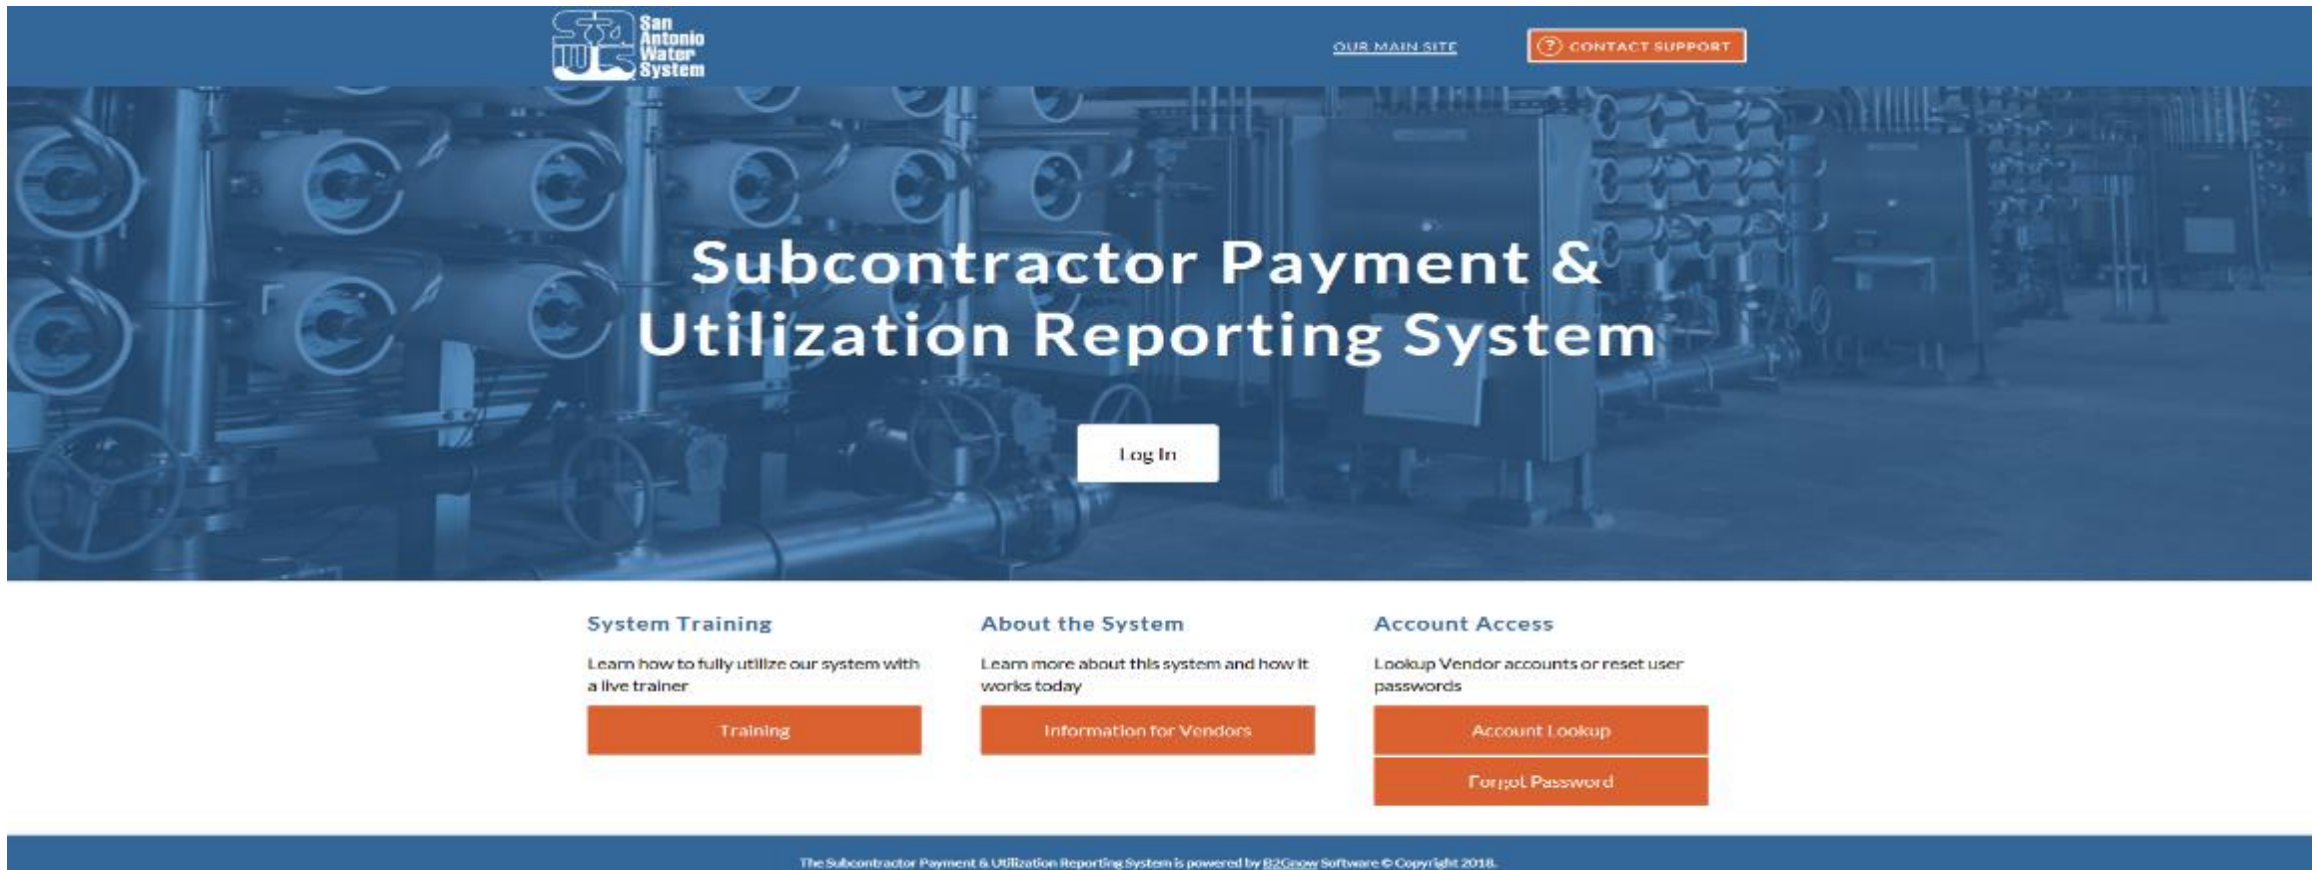 San
Antonio
Water
System
OUR MAIN SITE
? CONTACT SUPPORT
Subcontractor Payment &
Utilization Reporting System
Log In
System Training
Learn how to fully utilize our system with
a live trainer
Training
About the System
Learn more about this system and how it
works today
Information for Vendors
Account Access
Lookup Vendor accounts or reset user
passwords
Account Lookup
Forgot Password
The Subcontractor Payment & Utilization Reporting System is powered by B2Gnow Software © Copyright 2018.